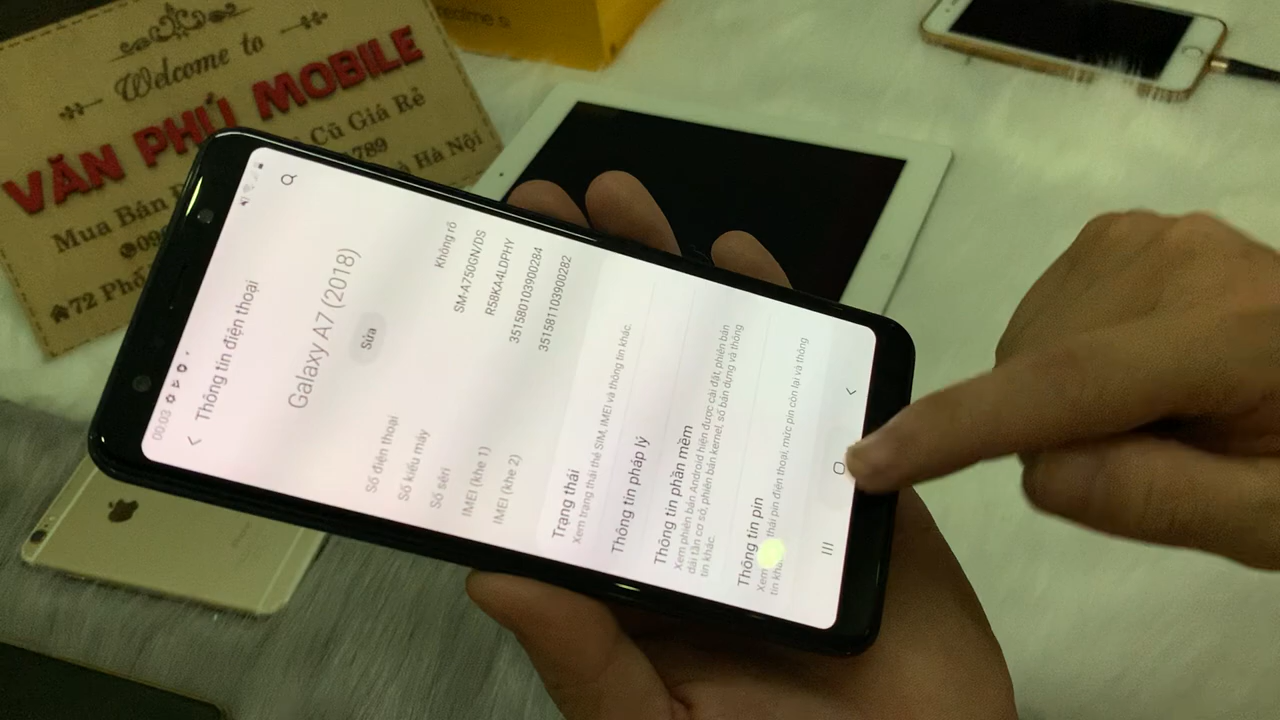 realme 5
Welcome to
VĂN PHÚ MOBILE
Mua Bán
Cũ Giá Rẻ
789
Hà Nội
72 Phố
00:03
Thông tin điện thoại
Galaxy A7 (2018)
Sửa
Số điện thoại Không rõ
Số kiểu máy SM-A750GN/DS
Số sêri R58KA4LDPHY
IMEI (khe 1) 351580103900284
IMEI (khe 2) 351581103900282
Trạng thái
Xem trạng thái thẻ SIM, IMEI và thông tin khác.
Thông tin pháp lý
Thông tin phần mềm
Xem phiên bản Android hiện được cài đặt, phiên bản
dải tần cơ sở, phiên bản kernel, số bản dựng và thông
tin khác.
Thông tin pin
Xem thái pin điện thoại, mức pin còn lại và thông
tin